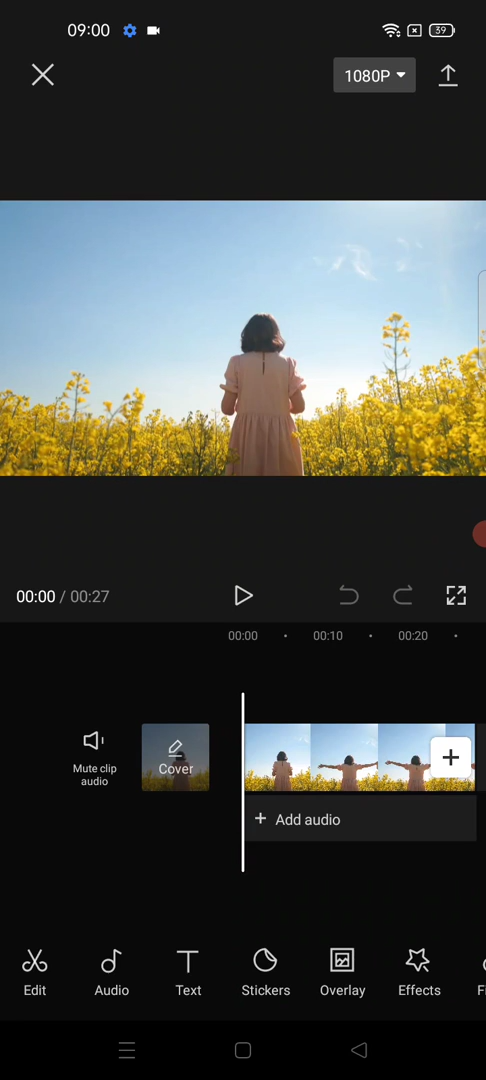 09:00
39
1080P
00:00 / 00:27
00:00 • 00:10 • 00:20 •
Mute clip
audio
Cover
+ Add audio
Edit
Audio
Text
Stickers
Overlay
Effects